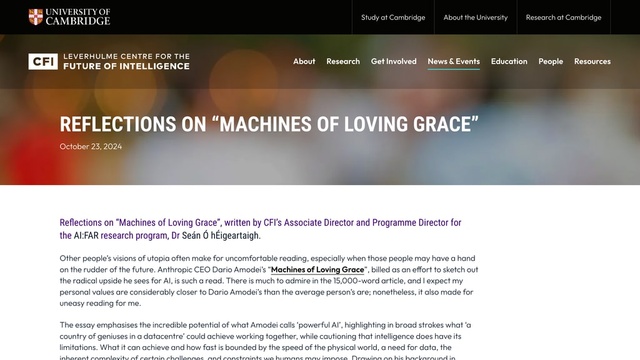 UNIVERSITY OF
CAMBRIDGE
Study at Cambridge
About the University
Research at Cambridge
CFI
LEVERHULME CENTRE FOR THE
FUTURE OF INTELLIGENCE
About
Research
Get Involved
News & Events
Education
People
Resources
REFLECTIONS ON “MACHINES OF LOVING GRACE”
October 23, 2024
Reflections on “Machines of Loving Grace”, written by CFI’s Associate Director and Programme Director for
the AI:FAR research program, Dr Seán Ó hÉigeartaigh.
Other people’s visions of utopia often make for uncomfortable reading, especially when those people may have a hand
on the rudder of the future. Anthropic CEO Dario Amodei’s “Machines of Loving Grace”, billed as an effort to sketch out
the radical upside he sees for AI, is such a read. There is much to admire in the 15,000-word article, and I expect my
personal values are considerably closer to Dario Amodei’s than the average person’s are; nonetheless, it also made for
uneasy reading for me.
The essay emphasises the incredible potential of what Amodei calls ‘powerful AI’, highlighting in broad strokes what ‘a
country of geniuses in a datacentre’ could achieve working together, while cautioning that intelligence does have its
limitations. What it can achieve and how fast is bounded by the speed of the physical world, a need for data, the
inherent complexity of certain challenges, and constraints we humans may impose. Drawing on his background in